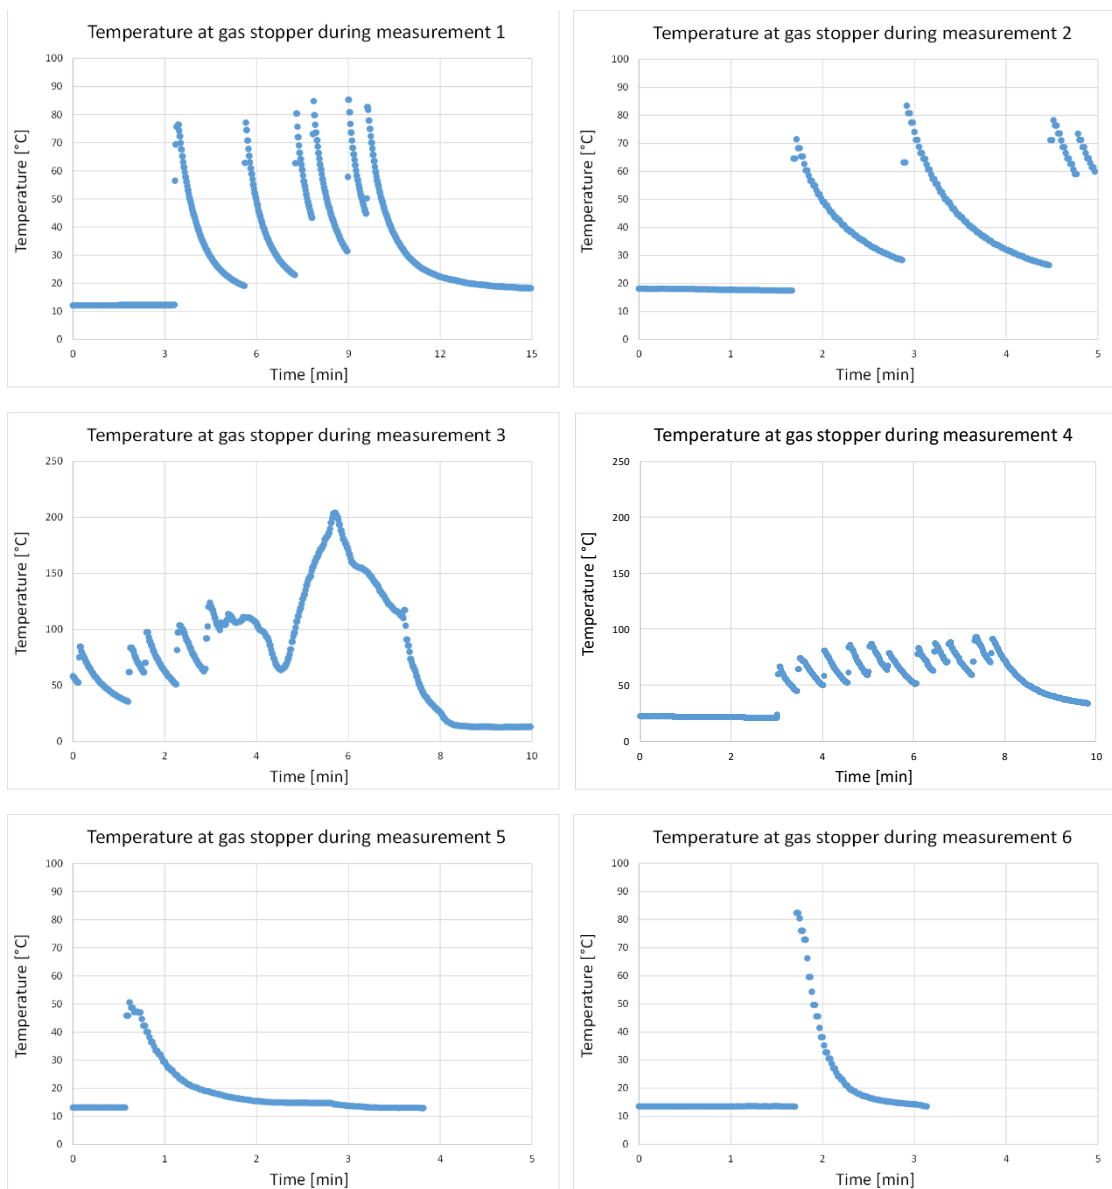 Temperature at gas stopper during measurement 1
Temperature [°C]
100
90
80
70
60
50
40
30
20
10
0
0 3 6 9 12 15
Time [min]
Temperature at gas stopper during measurement 2
Temperature [°C]
100
90
80
70
60
50
40
30
20
10
0
0 1 2 3 4 5
Time [min]
Temperature at gas stopper during measurement 3
Temperature [°C]
250
200
150
100
50
0
0 2 4 6 8 10
Time [min]
Temperature at gas stopper during measurement 4
Temperature [°C]
250
200
150
100
50
0
0 2 4 6 8 10
Time [min]
Temperature at gas stopper during measurement 5
Temperature [°C]
100
90
80
70
60
50
40
30
20
10
0
0 1 2 3 4 5
Time [min]
Temperature at gas stopper during measurement 6
Temperature [°C]
100
90
80
70
60
50
40
30
20
10
0
0 1 2 3 4 5
Time [min]